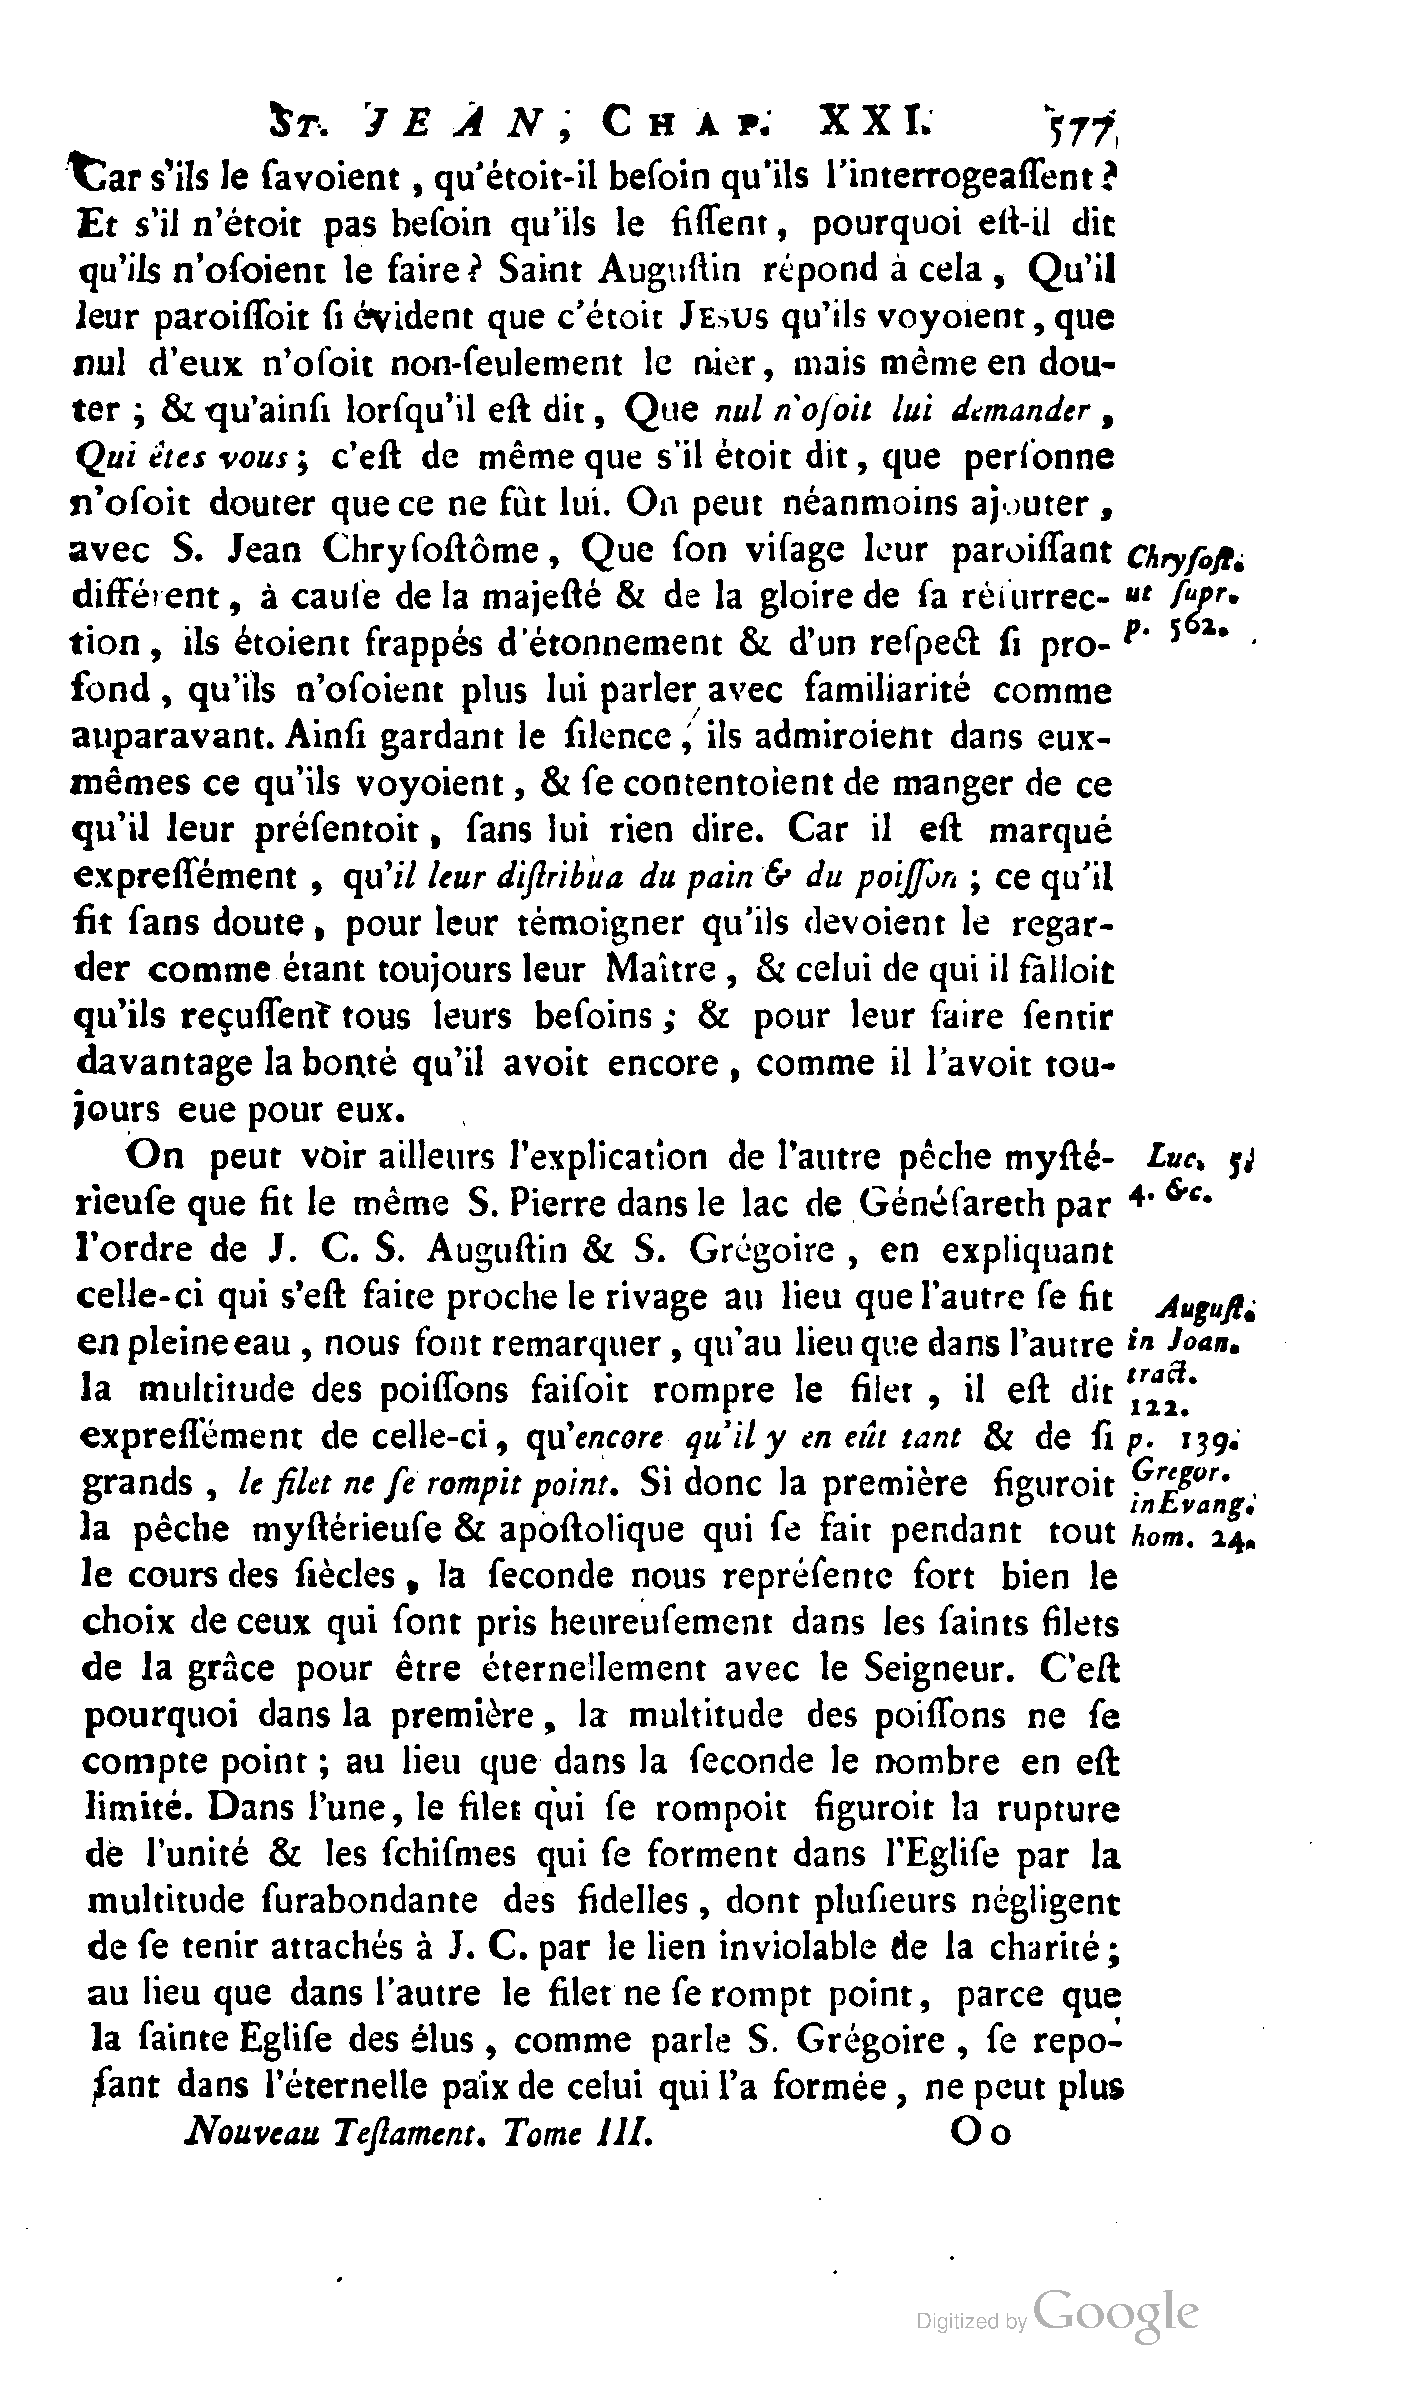 ST. JEAN, CHAP. XXI. 577
Car s'ils le ſavoient, qu'étoit-il beſoin qu'ils l'interrogeaſſent?
Et s'il n'étoit pas beſoin qu'ils le fiſſent, pourquoi eſt-il dit
qu'ils n'oſoient le faire? Saint Auguſtin répond à cela, Qu'il
leur paroiſſoit ſi évident que c'étoit JESUS qu'ils voyoient, que
nul d'eux n'oſoit non-ſeulement le nier, mais même en dou-
ter; & qu'ainſi lorſqu'il eſt dit, Que nul n'oſoit lui demander,
Qui êtes vous; c'eſt de même que s'il étoit dit, que perſonne
n'oſoit douter que ce ne fût lui. On peut néanmoins ajouter,
avec S. Jean Chryſoſtôme, Que ſon viſage leur paroiſſant
différent, à cauſe de la majeſté & de la gloire de ſa réſurrec-
tion, ils étoient frappés d'étonnement & d'un reſpect ſi pro-
fond, qu'ils n'oſoient plus lui parler avec familiarité comme
auparavant. Ainſi gardant le ſilence, ils admiroient dans eux-
mêmes ce qu'ils voyoient, & ſe contentoient de manger de ce
qu'il leur préſentoit, ſans lui rien dire. Car il eſt marqué
expreſſément, qu'il leur diſtribua du pain & du poiſſon; ce qu'il
fit ſans doute, pour leur témoigner qu'ils devoient le regar-
der comme étant toujours leur Maître, & celui de qui il falloit
qu'ils reçuſſent tous leurs beſoins; & pour leur faire ſentir
davantage la bonté qu'il avoit encore, comme il l'avoit tou-
jours eue pour eux.
Chryſoſt.
ut ſupr.
p. 562.
On peut voir ailleurs l'explication de l'autre pêche myſté-
rieuſe que fit le même S. Pierre dans le lac de Généſareth par
l'ordre de J. C. S. Auguſtin & S. Grégoire, en expliquant
celle-ci qui s'eſt faite proche le rivage au lieu que l'autre ſe fit
en pleine eau, nous font remarquer, qu'au lieu que dans l'autre
la multitude des poiſſons faiſoit rompre le filet, il eſt dit
expreſſément de celle-ci, qu'encore qu'il y en eût tant & de ſi
grands, le filet ne ſe rompit point. Si donc la première figuroit
la pêche myſtérieuſe & apoſtolique qui ſe fait pendant tout
le cours des ſiècles, la ſeconde nous repréſente fort bien le
choix de ceux qui ſont pris heureuſement dans les ſaints filets
de la grâce pour être éternellement avec le Seigneur. C'eſt
pourquoi dans la première, la multitude des poiſſons ne ſe
compte point; au lieu que dans la ſeconde le nombre en eſt
limité. Dans l'une, le filet qui ſe rompoit figuroit la rupture
de l'unité & les ſchiſmes qui ſe forment dans l'Egliſe par la
multitude ſurabondante des fidelles, dont pluſieurs négligent
de ſe tenir attachés à J. C. par le lien inviolable de la charité;
au lieu que dans l'autre le filet ne ſe rompt point, parce que
la ſainte Egliſe des élus, comme parle S. Grégoire, ſe repo-
ſant dans l'éternelle paix de celui qui l'a formée, ne peut plus
Luc. 5.
4. &c.
Auguſt.
in Joan.
tract.
122.
p. 139.
Gregor.
in Evang.
hom. 24.
Nouveau Teſtament. Tome III. Oo
Digitized by Google